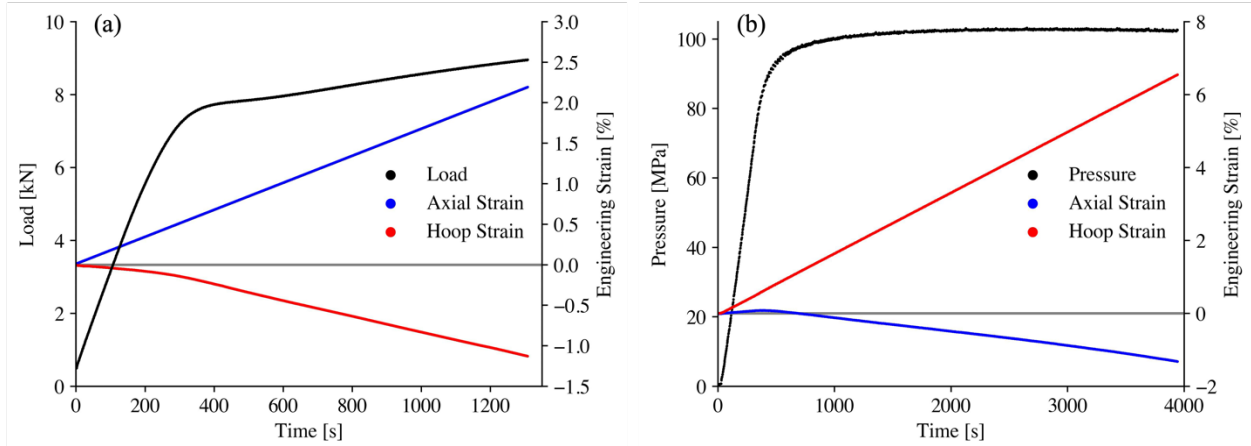 (a)
10
8
6
4
2
0
Load [kN]
3.0
2.5
2.0
1.5
1.0
0.5
0.0
-0.5
-1.0
-1.5
Engineering Strain [%]
Load
Axial Strain
Hoop Strain
0 200 400 600 800 1000 1200
Time [s]
(b)
100
80
60
40
20
0
Pressure [MPa]
8
6
4
2
0
-2
Engineering Strain [%]
Pressure
Axial Strain
Hoop Strain
0 1000 2000 3000 4000
Time [s]